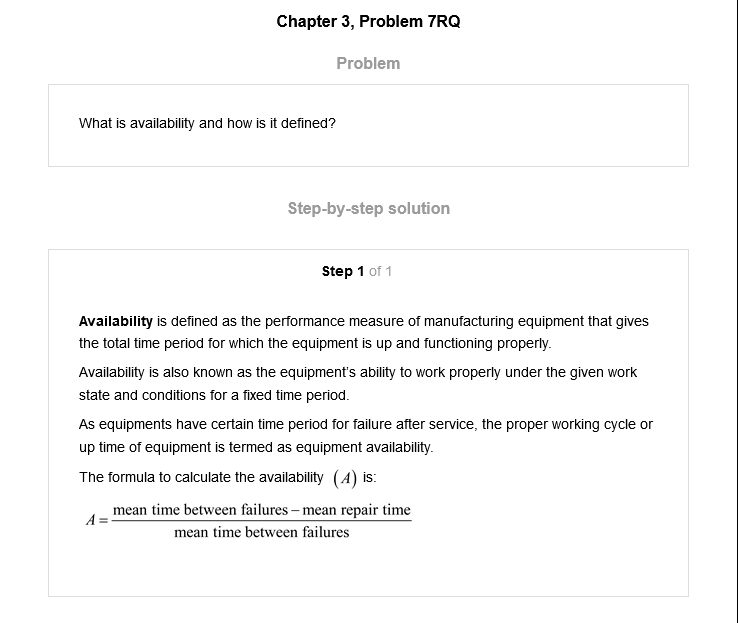 Chapter 3, Problem 7RQ
Problem
What is availability and how is it defined?
Step-by-step solution
Step 1 of 1
Availability is defined as the performance measure of manufacturing equipment that gives
the total time period for which the equipment is up and functioning properly.
Availability is also known as the equipment's ability to work properly under the given work
state and conditions for a fixed time period.
As equipments have certain time period for failure after service, the proper working cycle or
up time of equipment is termed as equipment availability.
The formula to calculate the availability (A) is:
A = mean time between failures – mean repair time
mean time between failures